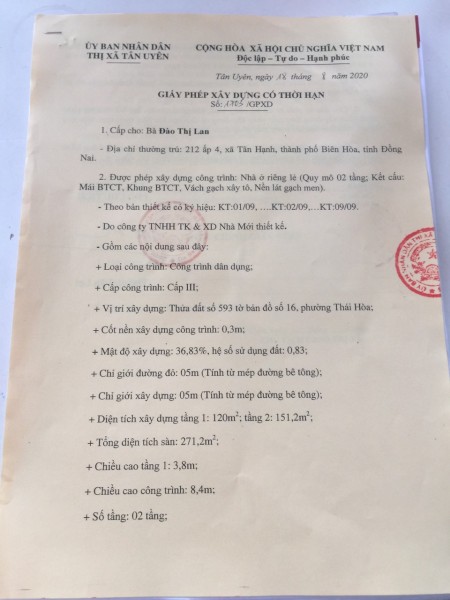 ỦY BAN NHÂN DÂN
THỊ XÃ TÂN UYÊN
CỘNG HÒA XÃ HỘI CHỦ NGHĨA VIỆT NAM
Độc lập – Tự do – Hạnh phúc
Tân Uyên, ngày tháng 8 năm 2020
GIẤY PHÉP XÂY DỰNG CÓ THỜI HẠN
Số: /GPXD
1. Cấp cho: Bà Đào Thị Lan
- Địa chỉ thường trú: 212 ấp 4, xã Tân Hạnh, thành phố Biên Hòa, tỉnh Đồng
Nai.
2. Được phép xây dựng công trình: Nhà ở riêng lẻ (Quy mô 02 tầng; Kết cấu:
Mái BTCT, Khung BTCT, Vách gạch xây tô, Nền lát gạch men).
- Theo bản thiết kế có ký hiệu: KT:01/09, ….KT:02/09,…KT:09/09.
- Do công ty TNHH TK & XD Nhà Mới thiết kế.
- Gồm các nội dung sau đây:
+ Loại công trình: Công trình dân dụng;
+ Cấp công trình: Cấp III;
+ Vị trí xây dựng: Thửa đất số 593 tờ bản đồ số 16, phường Thái Hòa;
+ Cốt nền xây dựng công trình: 0,3m;
+ Mật độ xây dựng: 36,83%, hệ số sử dụng đất: 0,83;
+ Chỉ giới đường đỏ: 05m (Tính từ mép đường bê tông);
+ Chỉ giới xây dựng: 05m (Tính từ mép đường bê tông);
+ Diện tích xây dựng tầng 1: 120m²; tầng 2: 151,2m²;
+ Tổng diện tích sàn: 271,2m²;
+ Chiều cao tầng 1: 3,8m;
+ Chiều cao công trình: 8,4m;
+ Số tầng: 02 tầng;